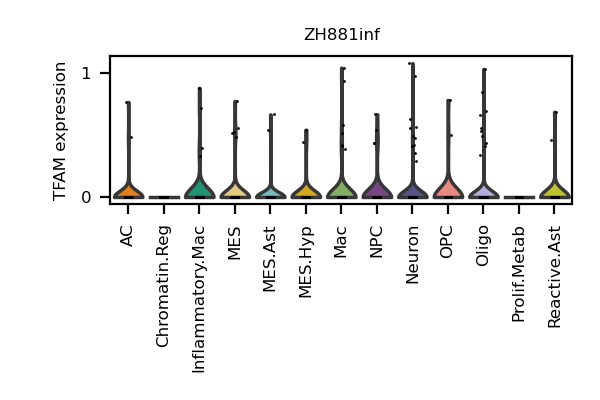 ZH881inf
TFAM expression
1
0
AC
Chromatin.Reg
Inflammatory.Mac
MES
MES.Ast
MES.Hyp
Mac
NPC
Neuron
OPC
Oligo
Prolif.Metab
Reactive.Ast